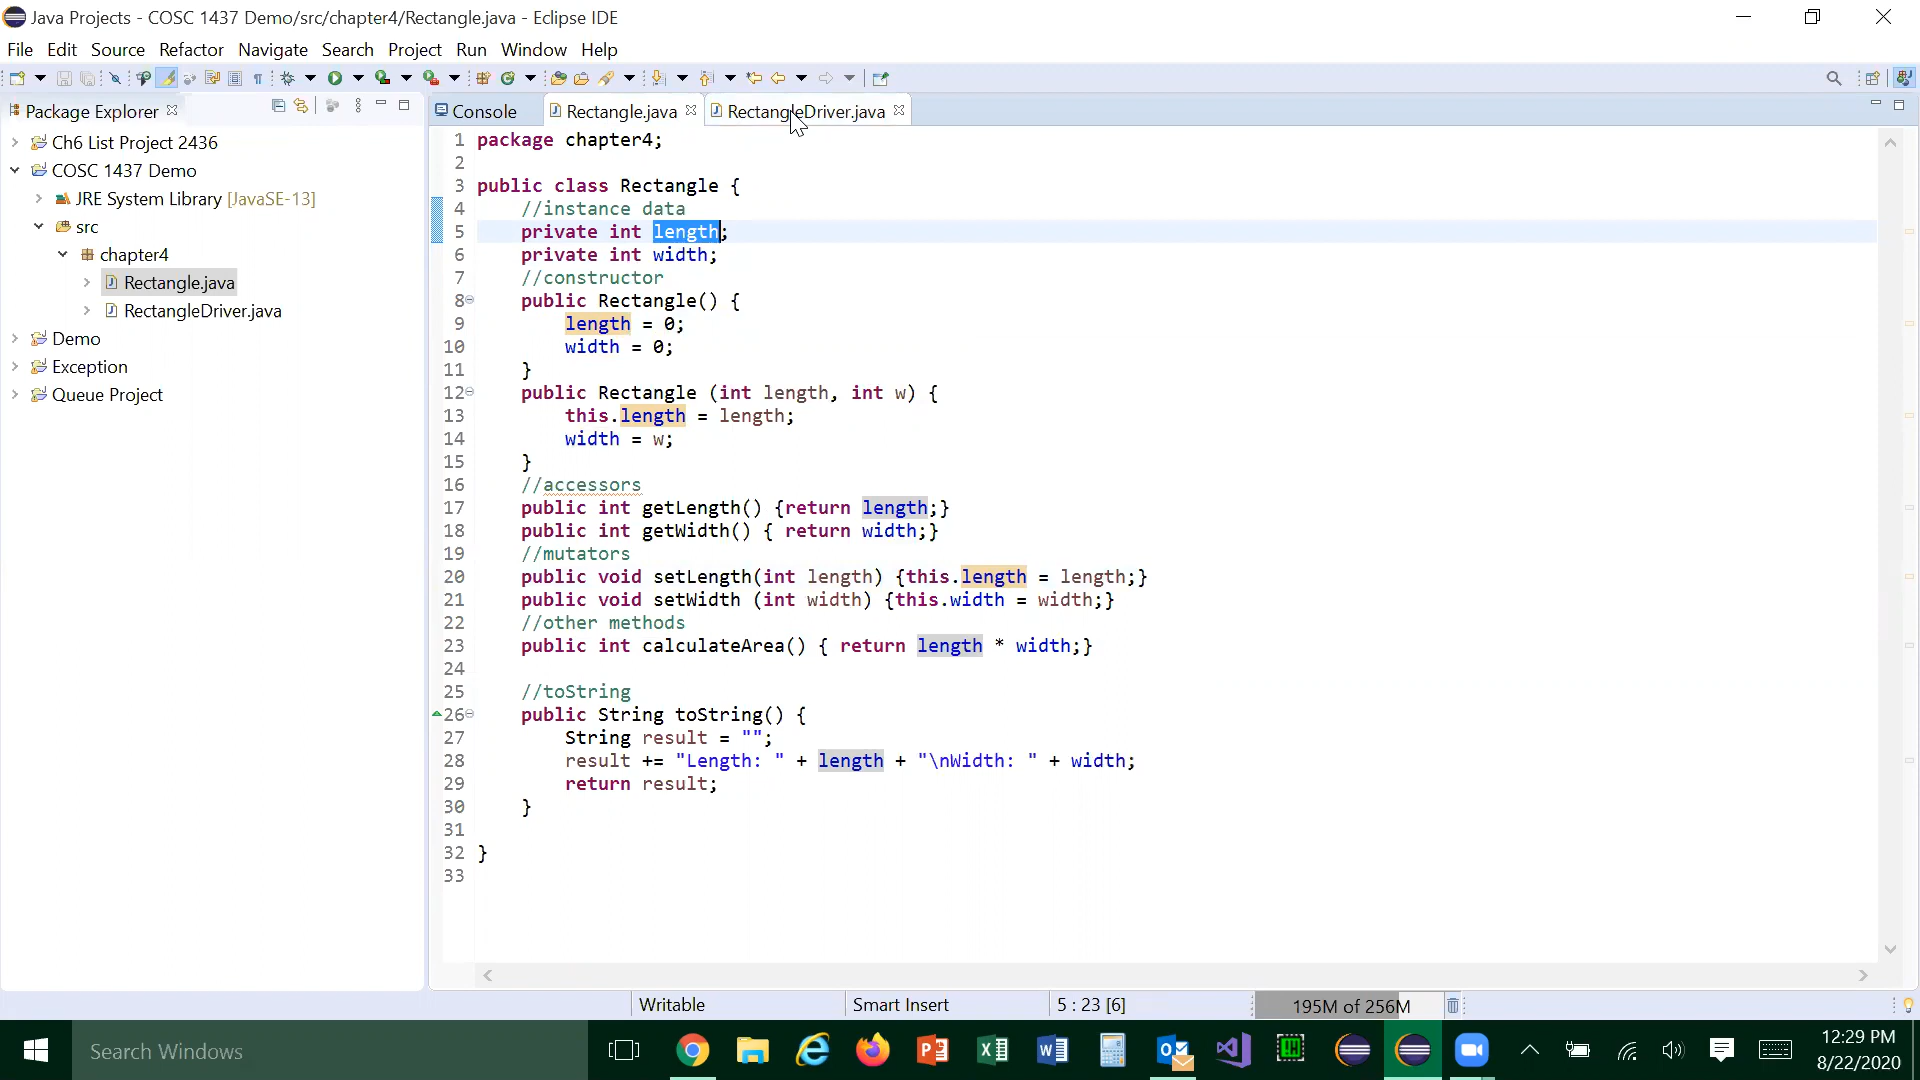 Java Projects - COSC 1437 Demo/src/chapter4/Rectangle.java - Eclipse IDE
File Edit Source Refactor Navigate Search Project Run Window Help
Package Explorer
Ch6 List Project 2436
COSC 1437 Demo
JRE System Library [JavaSE-13]
src
chapter4
Rectangle.java
RectangleDriver.java
Demo
Exception
Queue Project
Console Rectangle.java RectangleDriver.java
1 package chapter4;
2
3 public class Rectangle {
4 //instance data
5 private int length;
6 private int width;
7 //constructor
8 public Rectangle() {
9 length = 0;
10 width = 0;
11 }
12 public Rectangle (int length, int w) {
13 this.length = length;
14 width = w;
15 }
16 //accessors
17 public int getLength() {return length;}
18 public int getWidth() { return width;}
19 //mutators
20 public void setLength(int length) {this.length = length;}
21 public void setWidth (int width) {this.width = width;}
22 //other methods
23 public int calculateArea() { return length * width;}
24
25 //toString
26 public String toString() {
27 String result = "";
28 result += "Length: " + length + "\nWidth: " + width;
29 return result;
30 }
31
32 }
33
Writable Smart Insert 5 : 23 [6] 195M of 256M
Search Windows
12:29 PM
8/22/2020